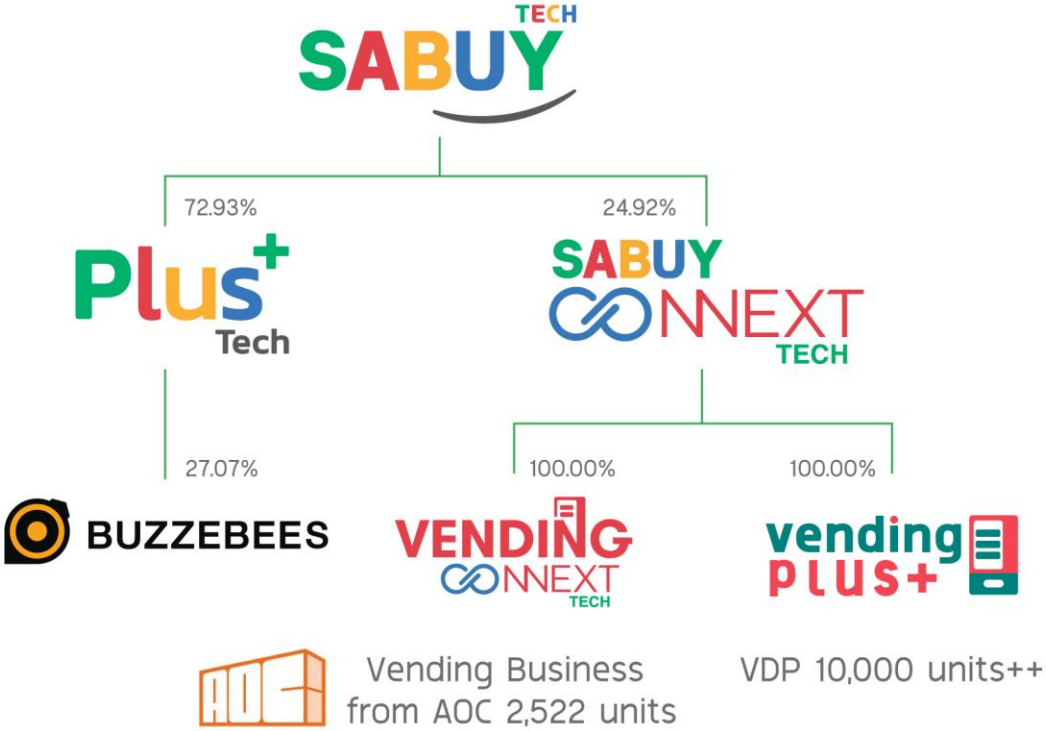 SABUY TECH
72.93%
24.92%
Plus+
Tech
SABUY
CONNEXT
TECH
27.07%
100.00%
100.00%
BUZZEBEES
VENDING
CONNEXT
TECH
vending
plus+
AOC
Vending Business
from AOC 2,522 units
VDP 10,000 units++